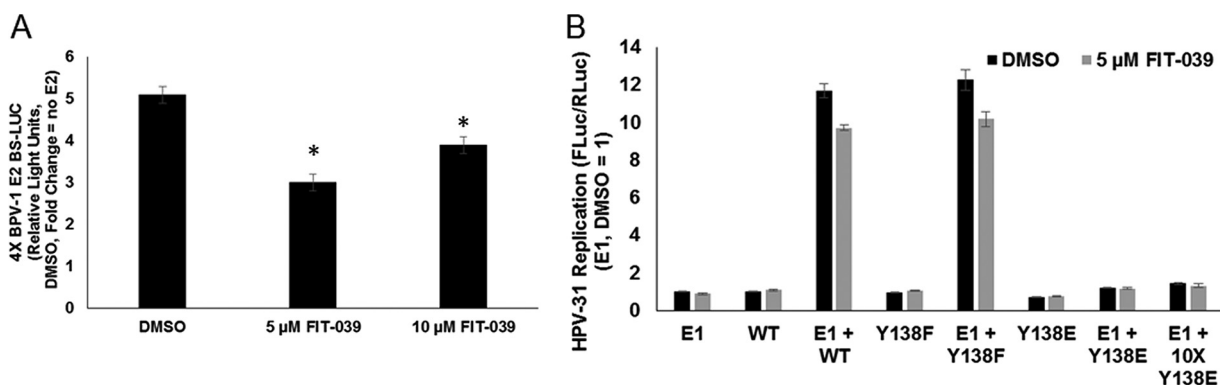 A
4X BPV-1 E2 BS-LUC
(Relative Light Units,
DMSO, Fold Change = no E2)
6
5
4
3
2
1
0
*
*
DMSO
5 µM FIT-039
10 µM FIT-039
B
HPV-31 Replication (FLuc/RLuc)
(E1, DMSO = 1)
14
12
10
8
6
4
2
0
DMSO
5 µM FIT-039
E1
WT
E1 +
WT
Y138F
E1 +
Y138F
Y138E
E1 +
Y138E
E1 +
10X
Y138E